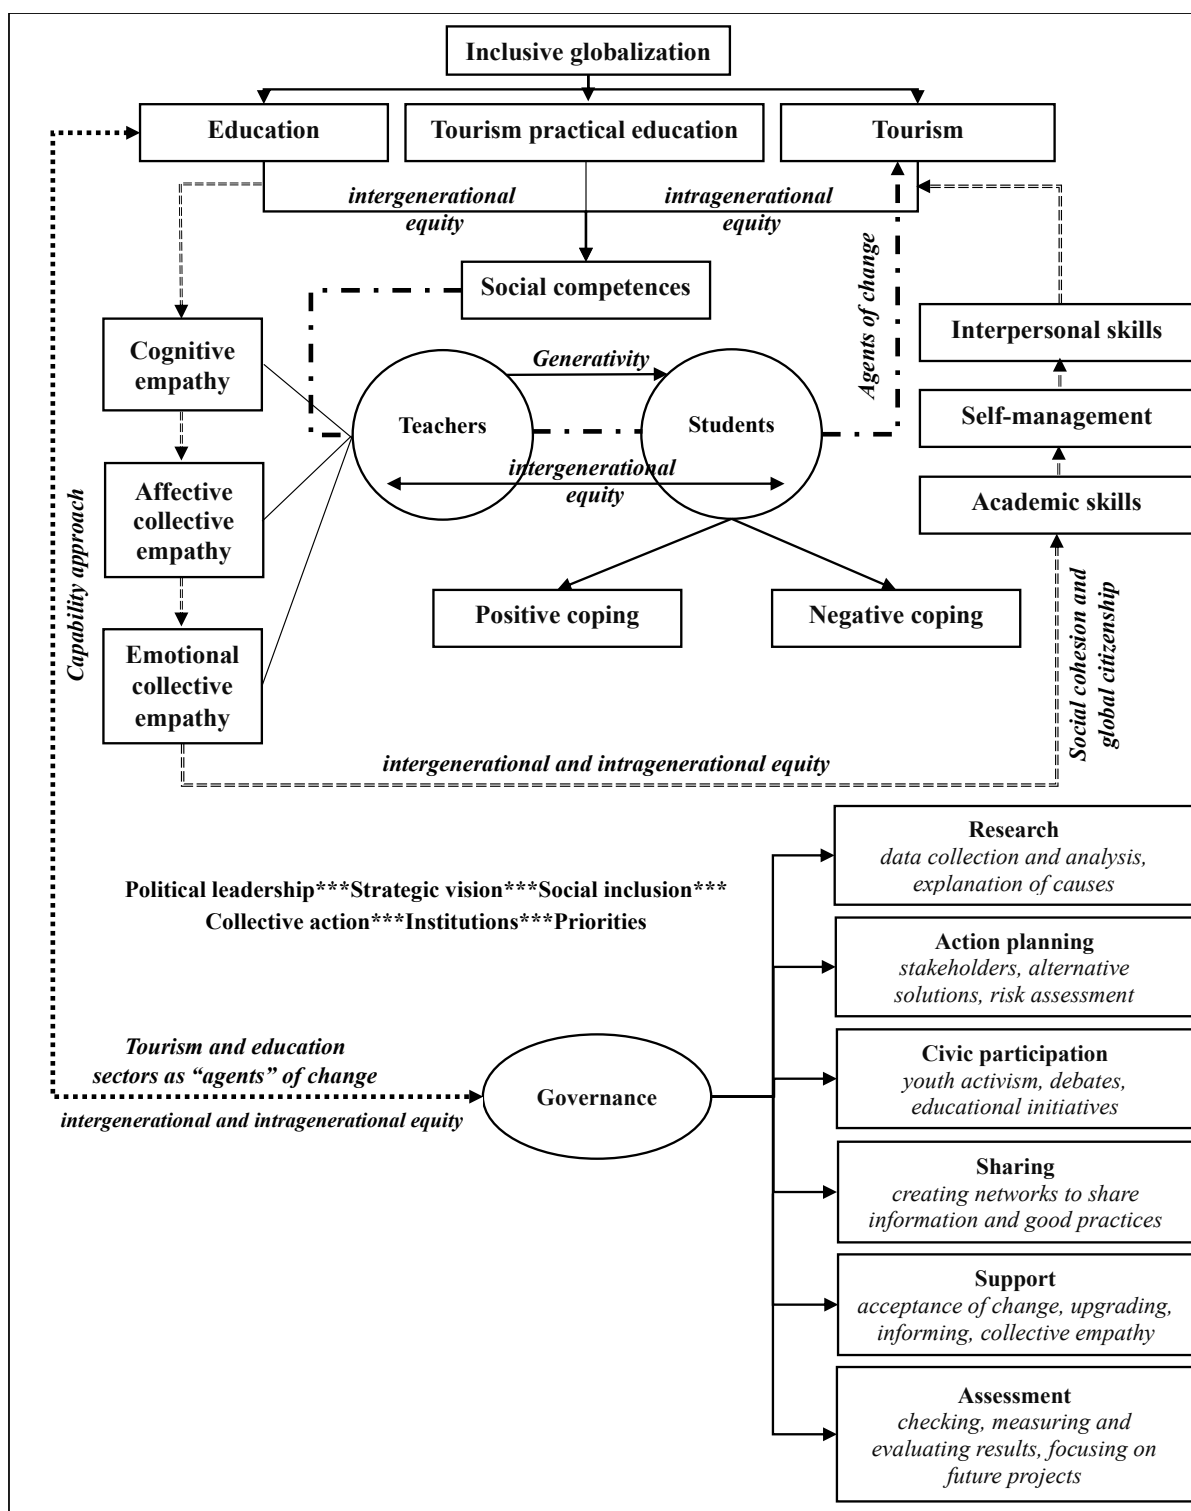 Inclusive globalization
Education
Tourism practical education
Tourism
intergenerational
equity
intragenerational
equity
Social competences
Agents of change
Cognitive
empathy
Generativity
Interpersonal skills
Teachers
Students
Self-management
intergenerational
equity
Affective
collective
empathy
Academic skills
Capability approach
Positive coping
Negative coping
Emotional
collective
empathy
Social cohesion and
global citizenship
intergenerational and intragenerational equity
Research
data collection and analysis,
explanation of causes
Political leadership***Strategic vision***Social inclusion***
Collective action***Institutions***Priorities
Action planning
stakeholders, alternative
solutions, risk assessment
Tourism and education
sectors as “agents” of change
intergenerational and intragenerational equity
Governance
Civic participation
youth activism, debates,
educational initiatives
Sharing
creating networks to share
information and good practices
Support
acceptance of change, upgrading,
informing, collective empathy
Assessment
checking, measuring and
evaluating results, focusing on
future projects